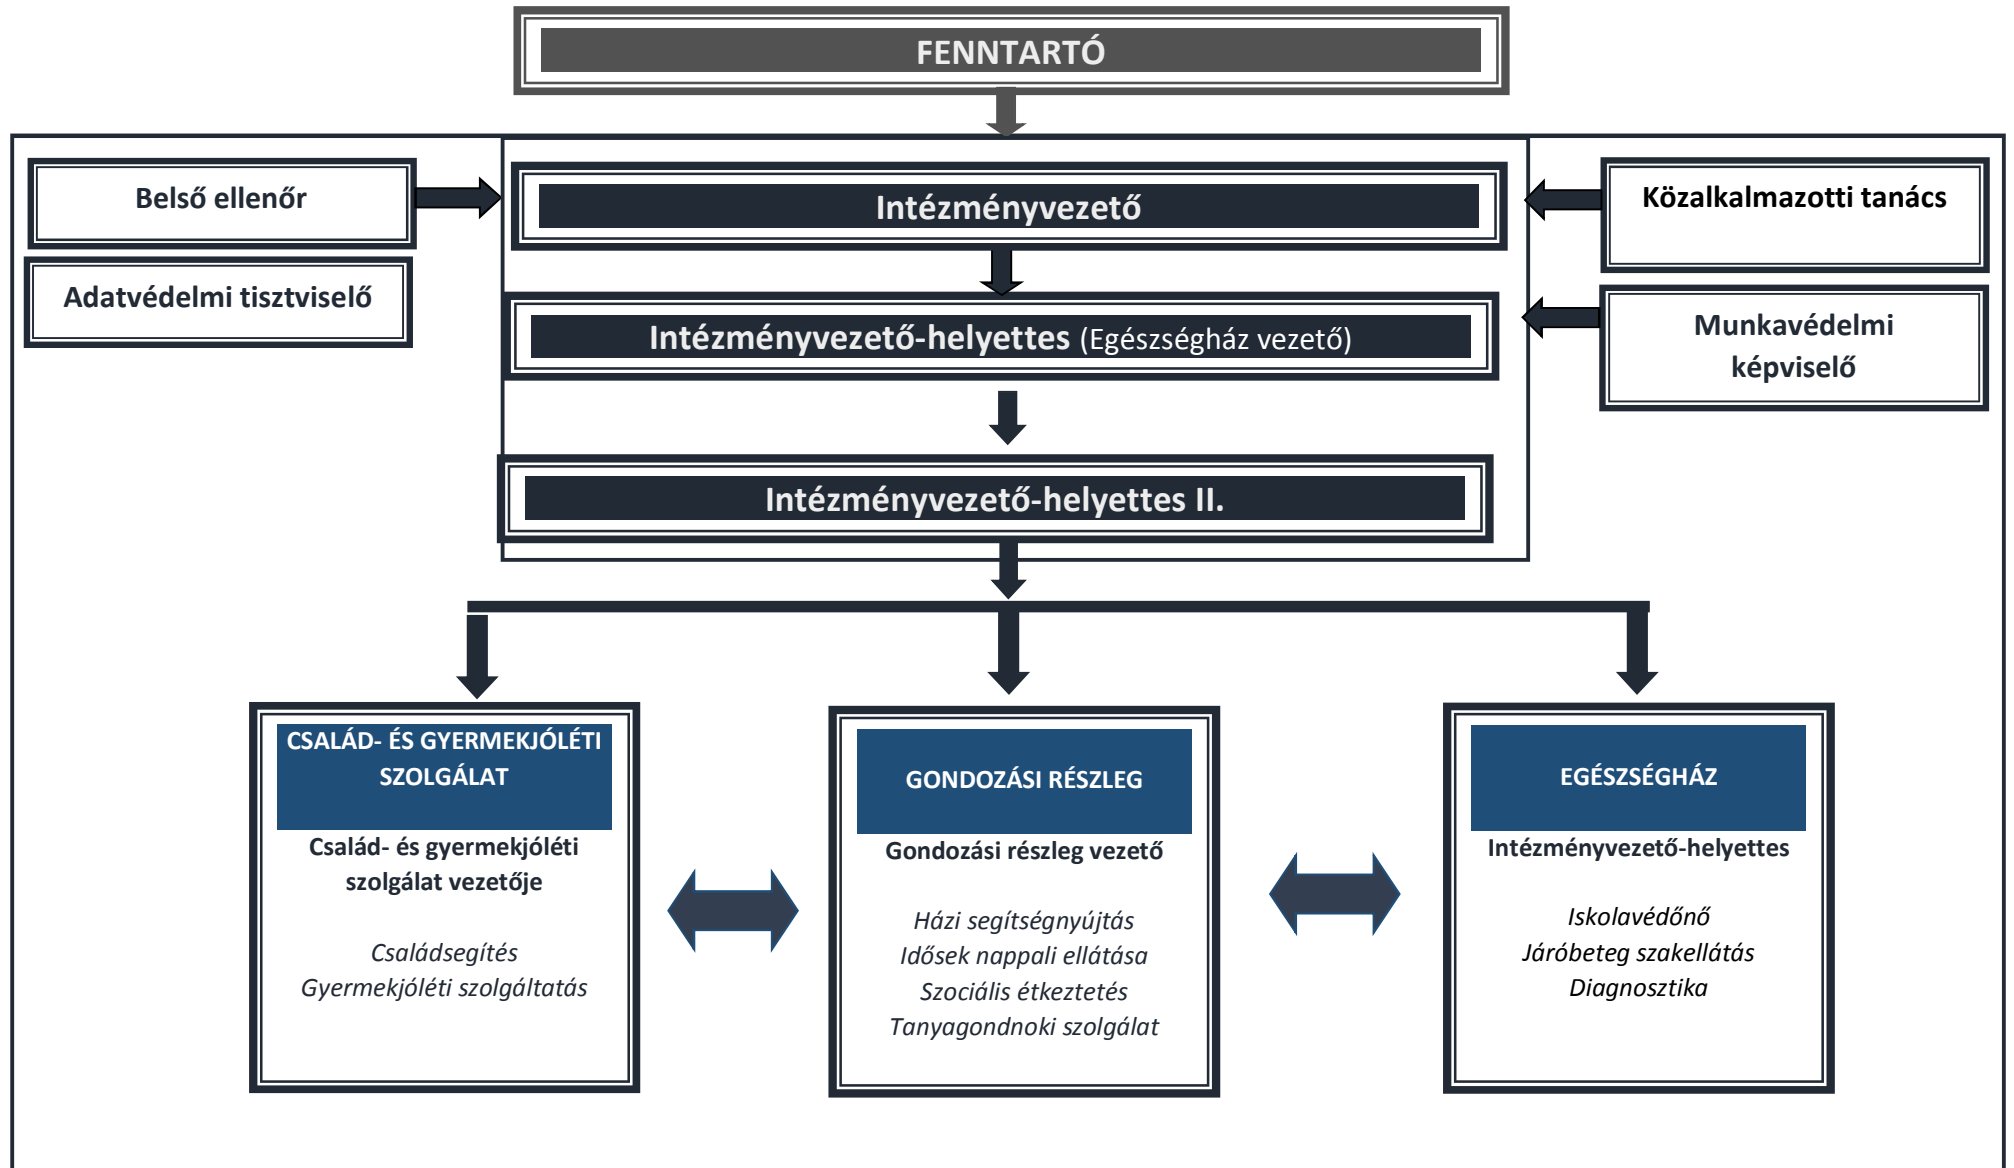 FENNTARTÓ
Belső ellenőr
Adatvédelmi tisztviselő
Intézményvezető
Intézményvezető-helyettes (Egészségház vezető)
Intézményvezető-helyettes II.
Közalkalmazotti tanács
Munkavédelmi
képviselő
CSALÁD- ÉS GYERMEKJÓLÉTI
SZOLGÁLAT
Család- és gyermekjóléti
szolgálat vezetője
Családsegítés
Gyermekjóléti szolgáltatás
GONDOZÁSI RÉSZLEG
Gondozási részleg vezető
Házi segítségnyújtás
Idősek nappali ellátása
Szociális étkeztetés
Tanyagondnoki szolgálat
EGÉSZSÉGHÁZ
Intézményvezető-helyettes
Iskolavédőnő
Járóbeteg szakellátás
Diagnosztika